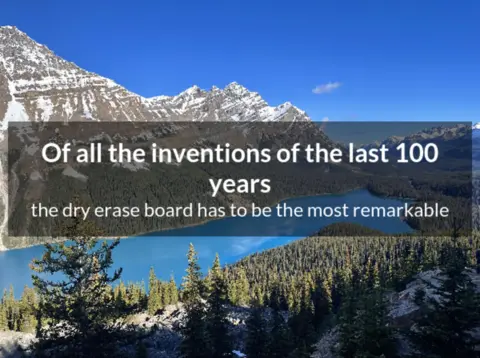 Of all the inventions of the last 100
years
the dry erase board has to be the most remarkable